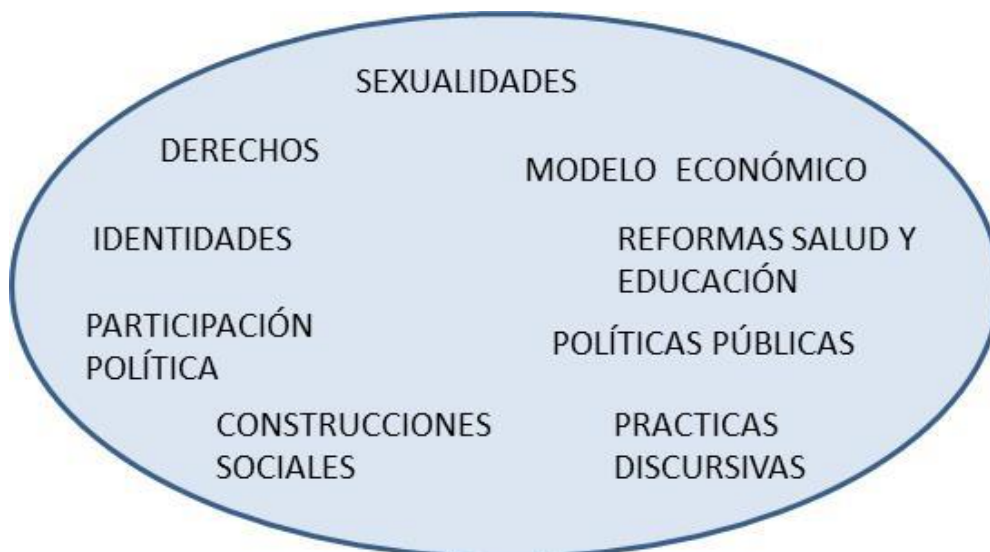 SEXUALIDADES
DERECHOS
MODELO ECONÓMICO
IDENTIDADES
REFORMAS SALUD Y
EDUCACIÓN
PARTICIPACIÓN
POLÍTICA
POLÍTICAS PÚBLICAS
CONSTRUCCIONES
SOCIALES
PRACTICAS
DISCURSIVAS